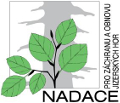 NADACE
PRO ZÁCHRANU A OBNOVU
JIZERSKÝCH HOR